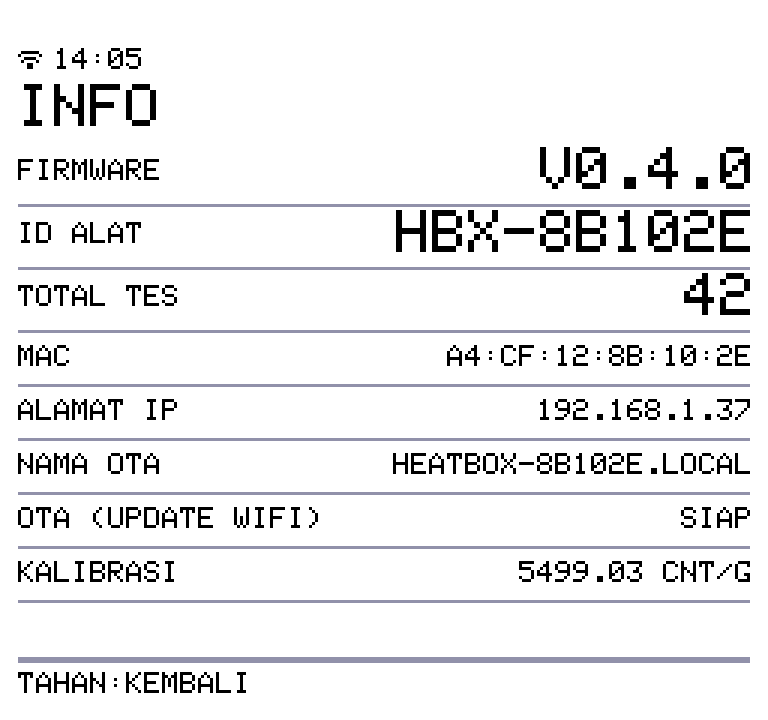 14:05
INFO
FIRMWARE V0.4.0
ID ALAT HBX-8B102E
TOTAL TES 42
MAC A4:CF:12:8B:10:2E
ALAMAT IP 192.168.1.37
NAMA OTA HEATBOX-8B102E.LOCAL
OTA (UPDATE WIFI) SIAP
KALIBRASI 5499.03 CNT/G
TAHAN:KEMBALI